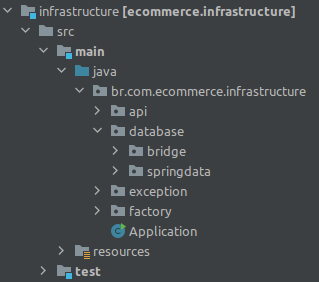 infrastructure [ecommerce.infrastructure]
src
main
java
br.com.ecommerce.infrastructure
api
database
bridge
springdata
exception
factory
Application
resources
test